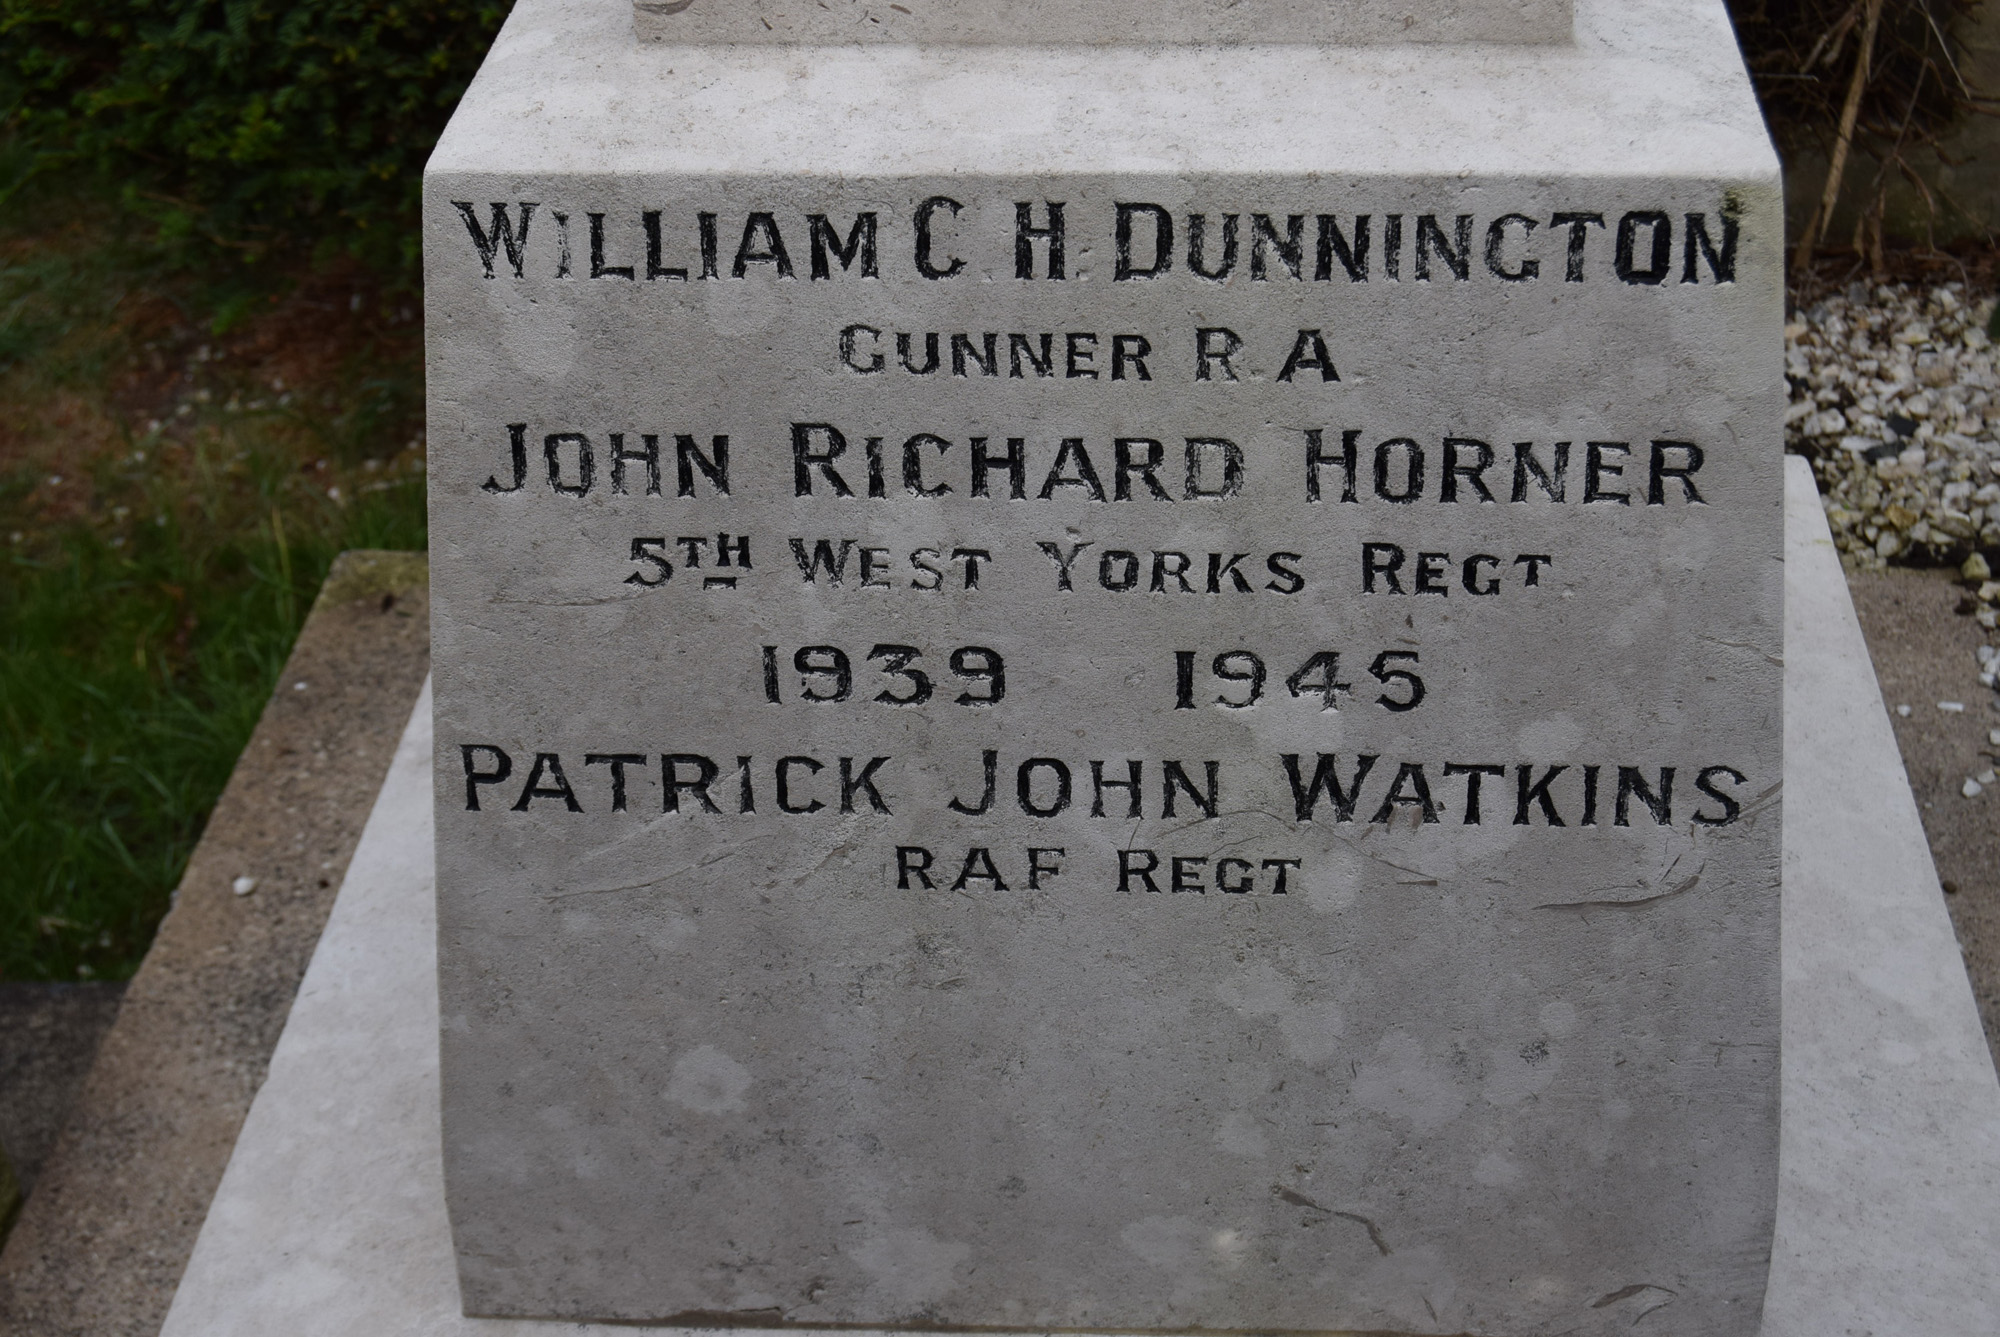 WILLIAM C. H. DUNNINGTON
GUNNER R.A.
JOHN RICHARD HORNER
5TH WEST YORKS REGT
1939 1945
PATRICK JOHN WATKINS
RAF REGT